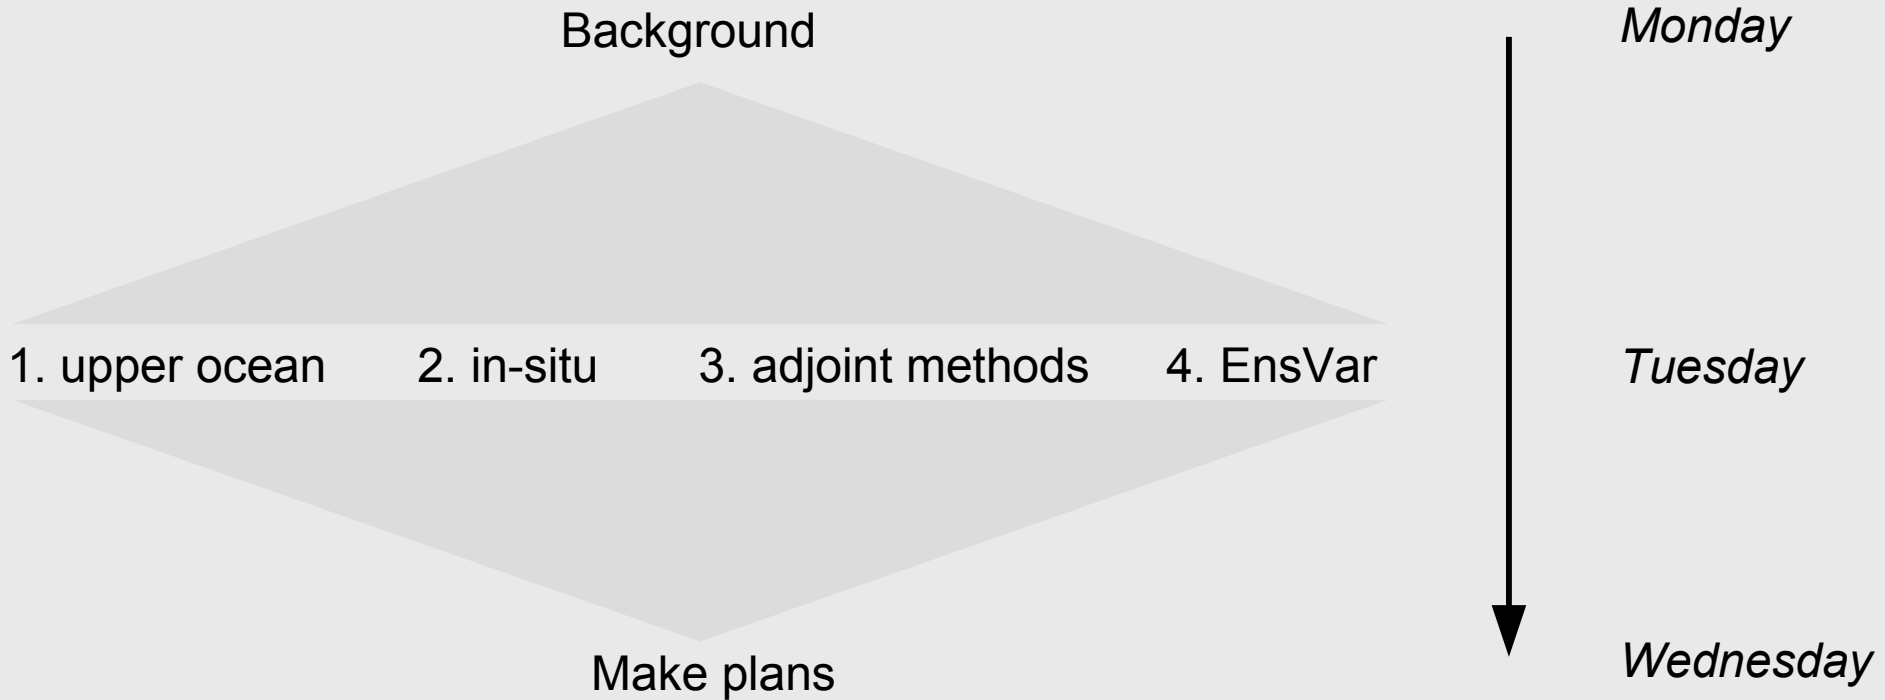 Background
Monday
1. upper ocean 2. in-situ 3. adjoint methods 4. EnsVar
Tuesday
Make plans
Wednesday